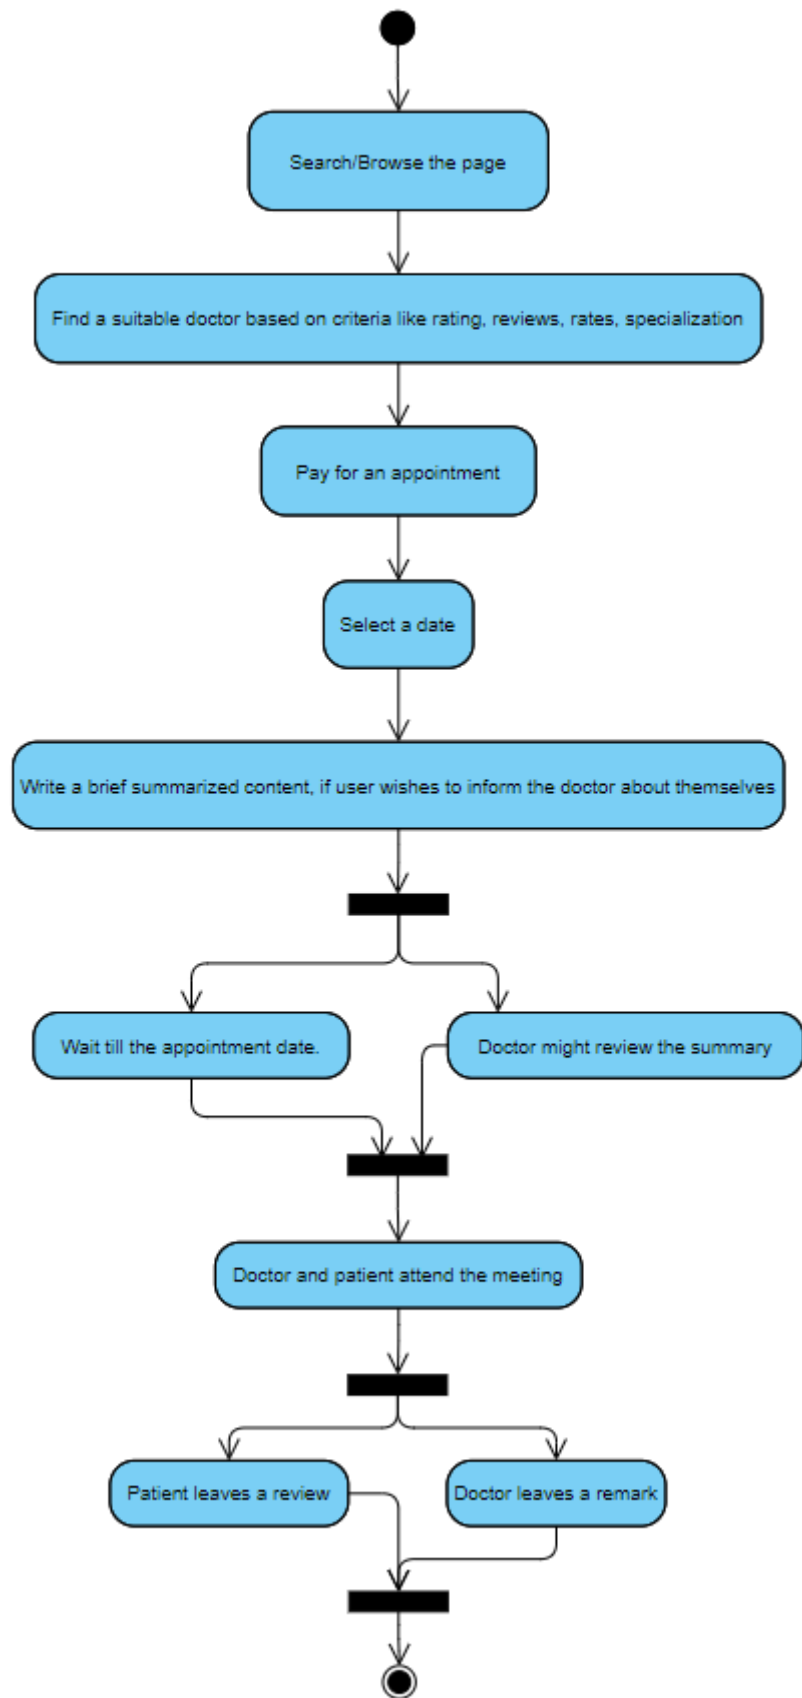 Search/Browse the page
Find a suitable doctor based on criteria like rating, reviews, rates, specialization
Pay for an appointment
Select a date
Write a brief summarized content, if user wishes to inform the doctor about themselves
Wait till the appointment date.
Doctor might review the summary
Doctor and patient attend the meeting
Patient leaves a review
Doctor leaves a remark